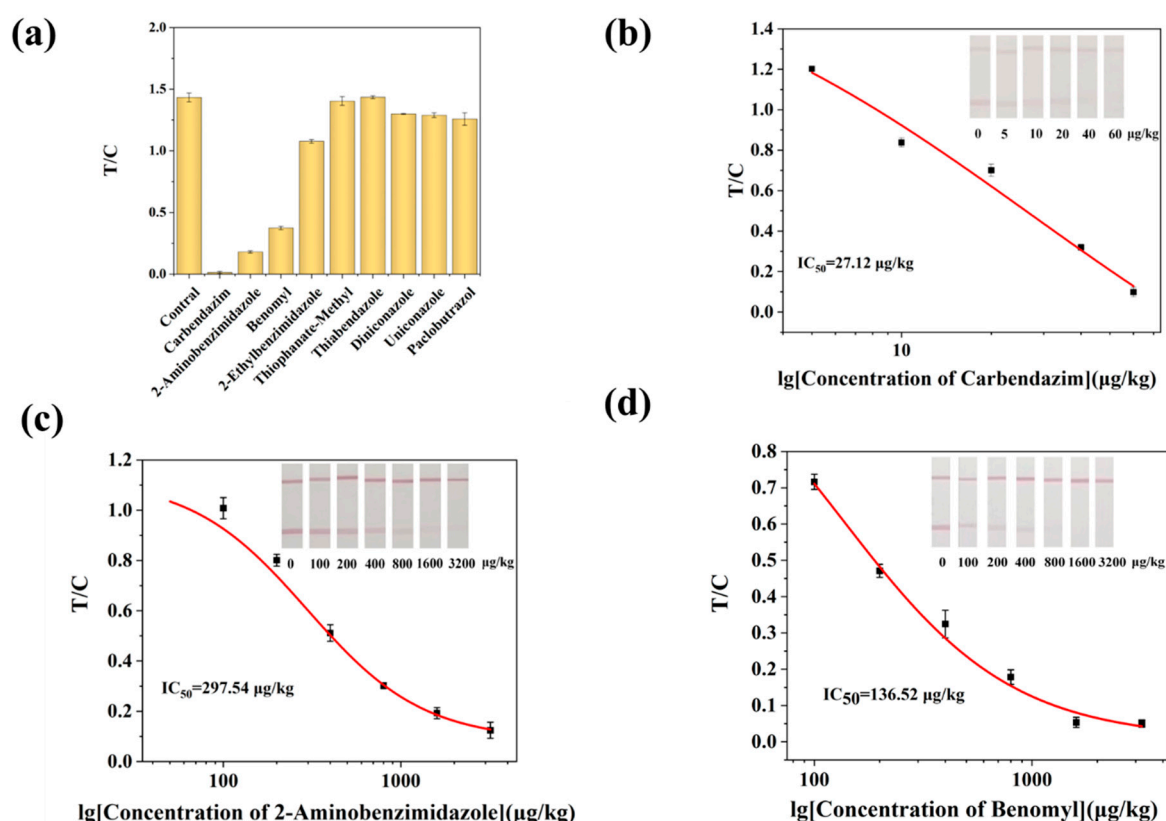 (a)
2.0
1.5
1.0
0.5
0.0
T/C
Contral
Carbendazim
2-Aminobenzimidazole
Benomyl
2-Ethylbenzimidazole
Thiophanate-Methyl
Thiabendazole
Diniconazole
Uniconazole
Paclobutrazol
(b)
1.4
1.2
1.0
0.8
0.6
0.4
0.2
0.0
T/C
0 5 10 20 40 60 μg/kg
IC50=27.12 μg/kg
10
lg[Concentration of Carbendazim](μg/kg)
(c)
1.2
1.0
0.8
0.6
0.4
0.2
0.0
T/C
0 100 200 400 800 1600 3200 μg/kg
IC50=297.54 μg/kg
100 1000
lg[Concentration of 2-Aminobenzimidazole](μg/kg)
(d)
0.8
0.7
0.6
0.5
0.4
0.3
0.2
0.1
0.0
T/C
0 100 200 400 800 1600 3200 μg/kg
IC50=136.52 μg/kg
100 1000
lg[Concentration of Benomyl](μg/kg)